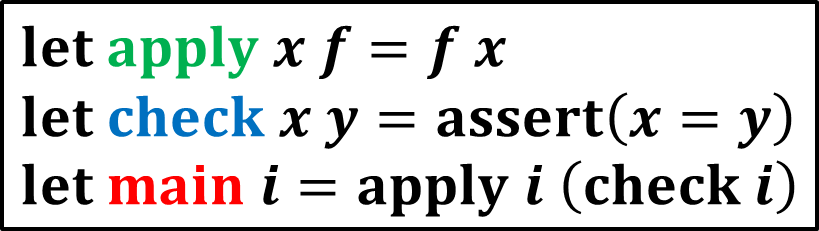 let apply x f = f x
let check x y = assert(x = y)
let main i = apply i (check i)